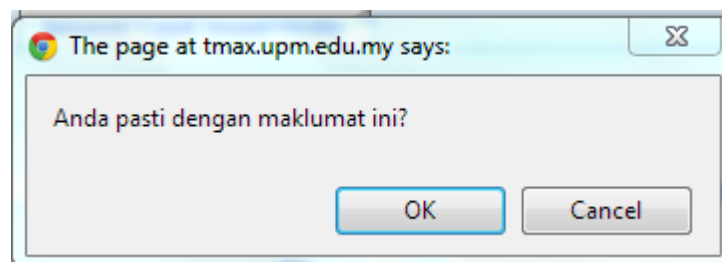 The page at tmax.upm.edu.my says:
Anda pasti dengan maklumat ini?
OK
Cancel